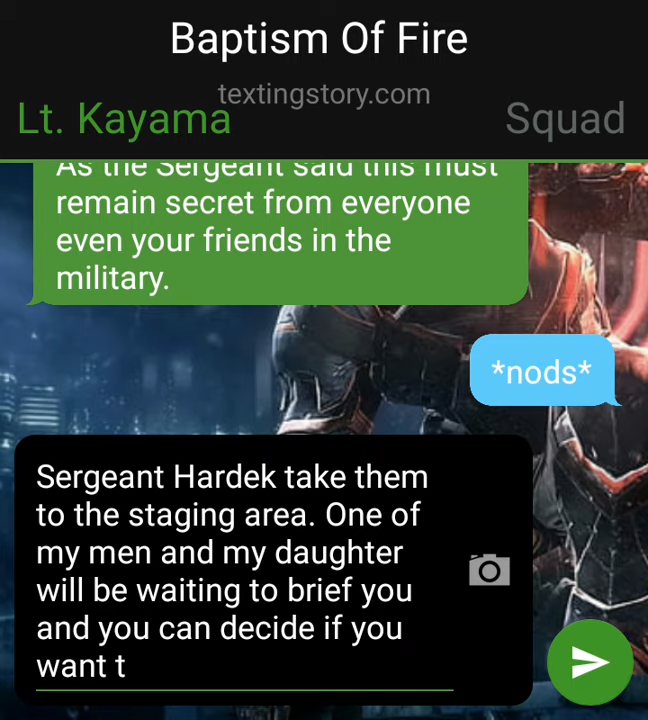 Baptism Of Fire
textingstory.com
Lt. Kayama
Squad
As the Sergeant said this must
remain secret from everyone
even your friends in the
military.
*nods*
Sergeant Hardek take them
to the staging area. One of
my men and my daughter
will be waiting to brief you
and you can decide if you
want t